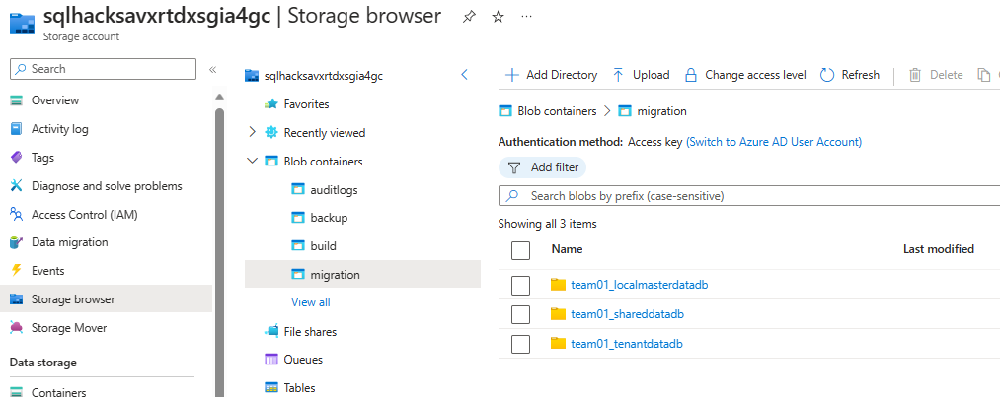 sqlhacksavxrtdxsgia4gc | Storage browser
Storage account
Search
Overview
Activity log
Tags
Diagnose and solve problems
Access Control (IAM)
Data migration
Events
Storage browser
Storage Mover
Data storage
Containers
sqlhacksavxrtdxsgia4gc
Favorites
Recently viewed
Blob containers
auditlogs
backup
build
migration
View all
File shares
Queues
Tables
Add Directory Upload Change access level Refresh Delete
Blob containers > migration
Authentication method: Access key (Switch to Azure AD User Account)
Add filter
Search blobs by prefix (case-sensitive)
Showing all 3 items
Name Last modified
team01_localmasterdatadb
team01_shareddatadb
team01_tenantdatadb